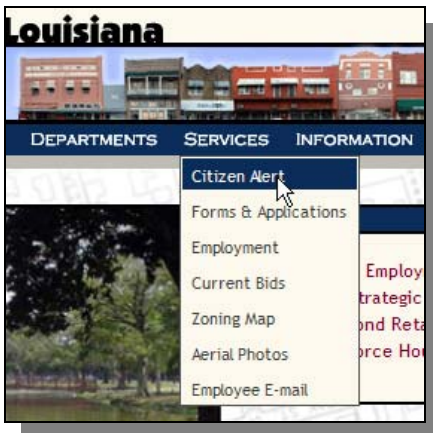 Louisiana
DEPARTMENTS SERVICES INFORMATION
Citizen Alert
Forms & Applications
Employment
Current Bids
Zoning Map
Aerial Photos
Employee E-mail
Employ
trategic
ond Reta
orce Hou